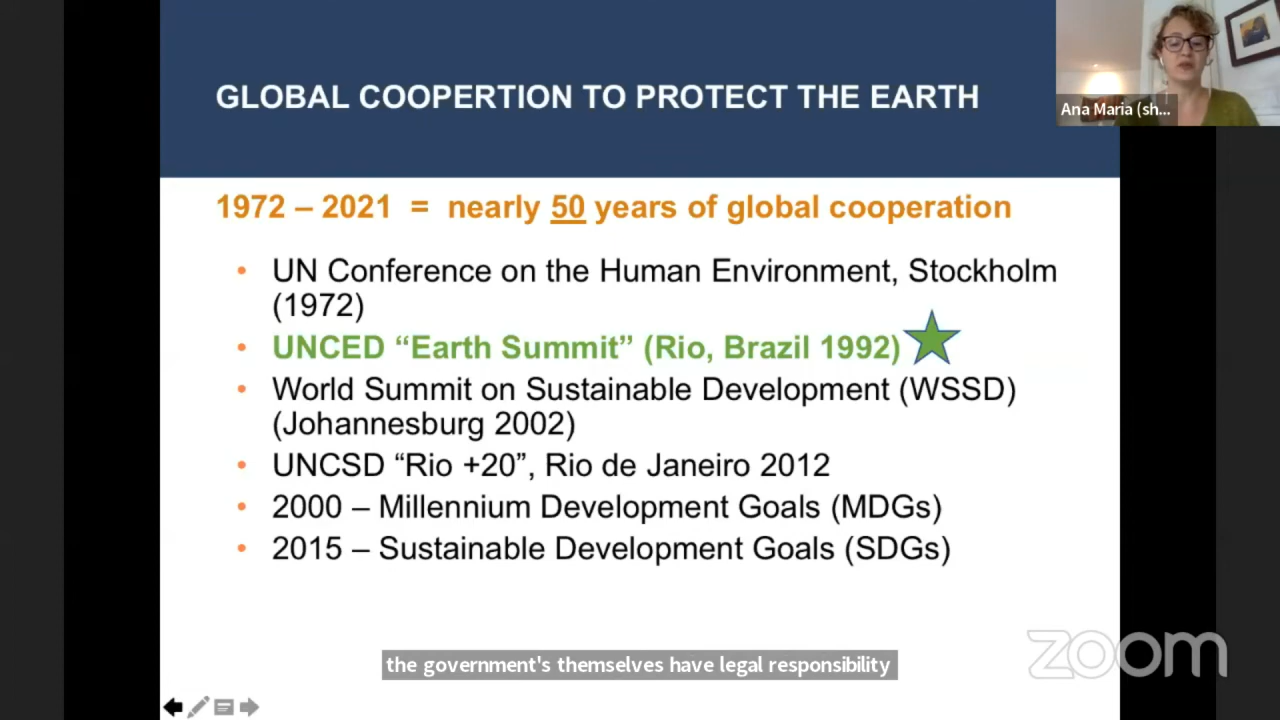 GLOBAL COOPERTION TO PROTECT THE EARTH
Ana Maria (sh...
1972 – 2021 = nearly 50 years of global cooperation
• UN Conference on the Human Environment, Stockholm
(1972)
• UNCED “Earth Summit” (Rio, Brazil 1992)
• World Summit on Sustainable Development (WSSD)
(Johannesburg 2002)
• UNCSD “Rio +20”, Rio de Janeiro 2012
• 2000 – Millennium Development Goals (MDGs)
• 2015 – Sustainable Development Goals (SDGs)
the government's themselves have legal responsibility
zoom